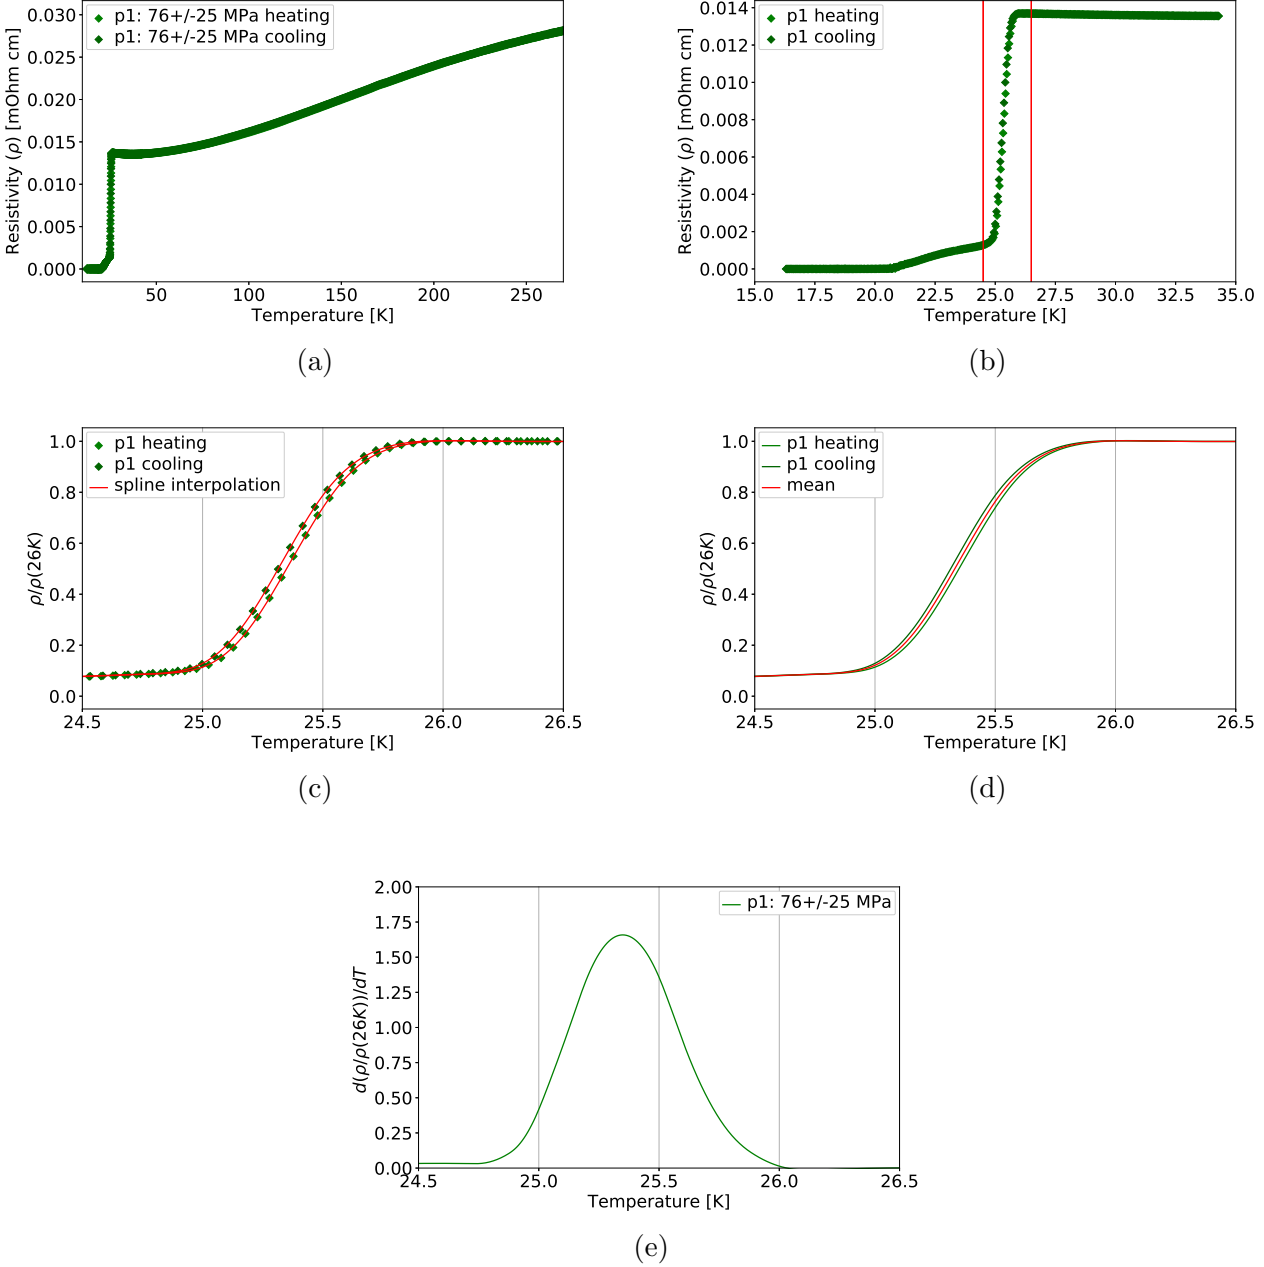 p1: 76+/-25 MPa heating
p1: 76+/-25 MPa cooling
Resistivity (ρ) [mOhm cm]
0.030
0.025
0.020
0.015
0.010
0.005
0.000
50 100 150 200 250
Temperature [K]
(a)
p1 heating
p1 cooling
Resistivity (ρ) [mOhm cm]
0.014
0.012
0.010
0.008
0.006
0.004
0.002
0.000
15.0 17.5 20.0 22.5 25.0 27.5 30.0 32.5 35.0
Temperature [K]
(b)
p1 heating
p1 cooling
spline interpolation
ρ/ρ(26K)
1.0
0.8
0.6
0.4
0.2
0.0
24.5 25.0 25.5 26.0 26.5
Temperature [K]
(c)
p1 heating
p1 cooling
mean
ρ/ρ(26K)
1.0
0.8
0.6
0.4
0.2
0.0
24.5 25.0 25.5 26.0 26.5
Temperature [K]
(d)
p1: 76+/-25 MPa
d(ρ/ρ(26K))/dT
2.00
1.75
1.50
1.25
1.00
0.75
0.50
0.25
0.00
24.5 25.0 25.5 26.0 26.5
Temperature [K]
(e)